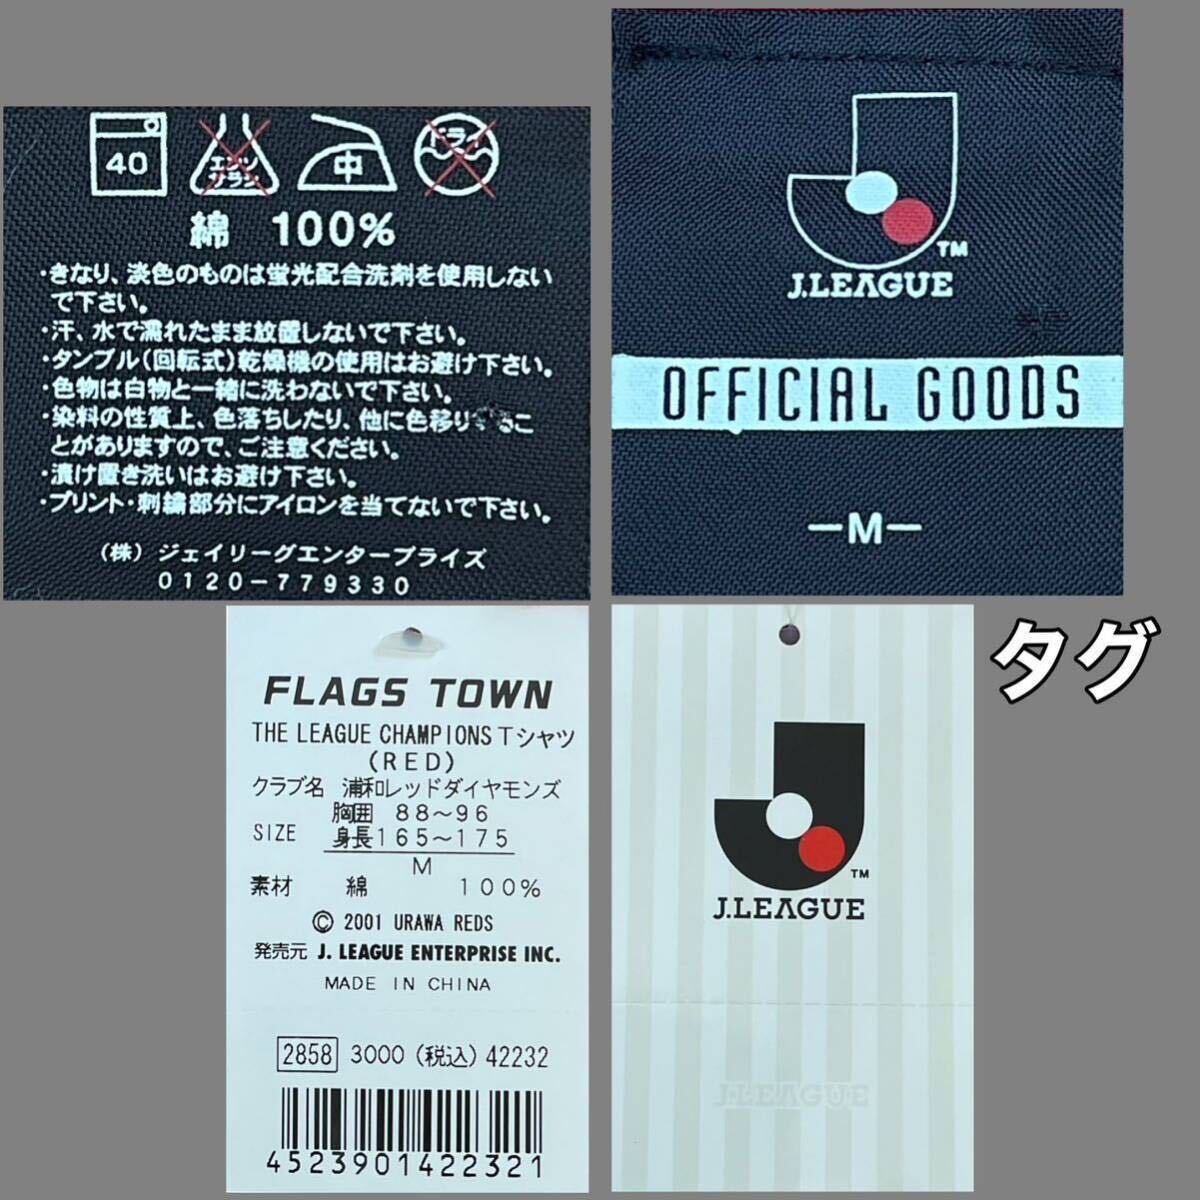 40
エンソ
サラシ
中
ドライ
綿 100%
・きなり、淡色のものは蛍光配合洗剤を使用しない
で下さい。
・汗、水で濡れたまま放置しないで下さい。
・タンブル(回転式)乾燥機の使用はお避け下さい。
・色物は白物と一緒に洗わないで下さい。
・染料の性質上、色落ちしたり、他に色移りするこ
とがありますので、ご注意ください。
・漬け置き洗いはお避け下さい。
・プリント・刺繍部分にアイロンを当てないで下さい。
(株) ジェイリーグエンタープライズ
0120-779330
TM
J.LEAGUE
OFFICIAL GOODS
-M-
FLAGS TOWN
THE LEAGUE CHAMPIONS Tシャツ
(RED)
クラブ名 浦和レッドダイヤモンズ
胸囲 88~96
SIZE 身長165~175
M
素材 綿 100%
© 2001 URAWA REDS
発売元 J. LEAGUE ENTERPRISE INC.
MADE IN CHINA
2858 3000 (税込) 42232
4523901422321
TM
J.LEAGUE
J.LEAGUE
タグ